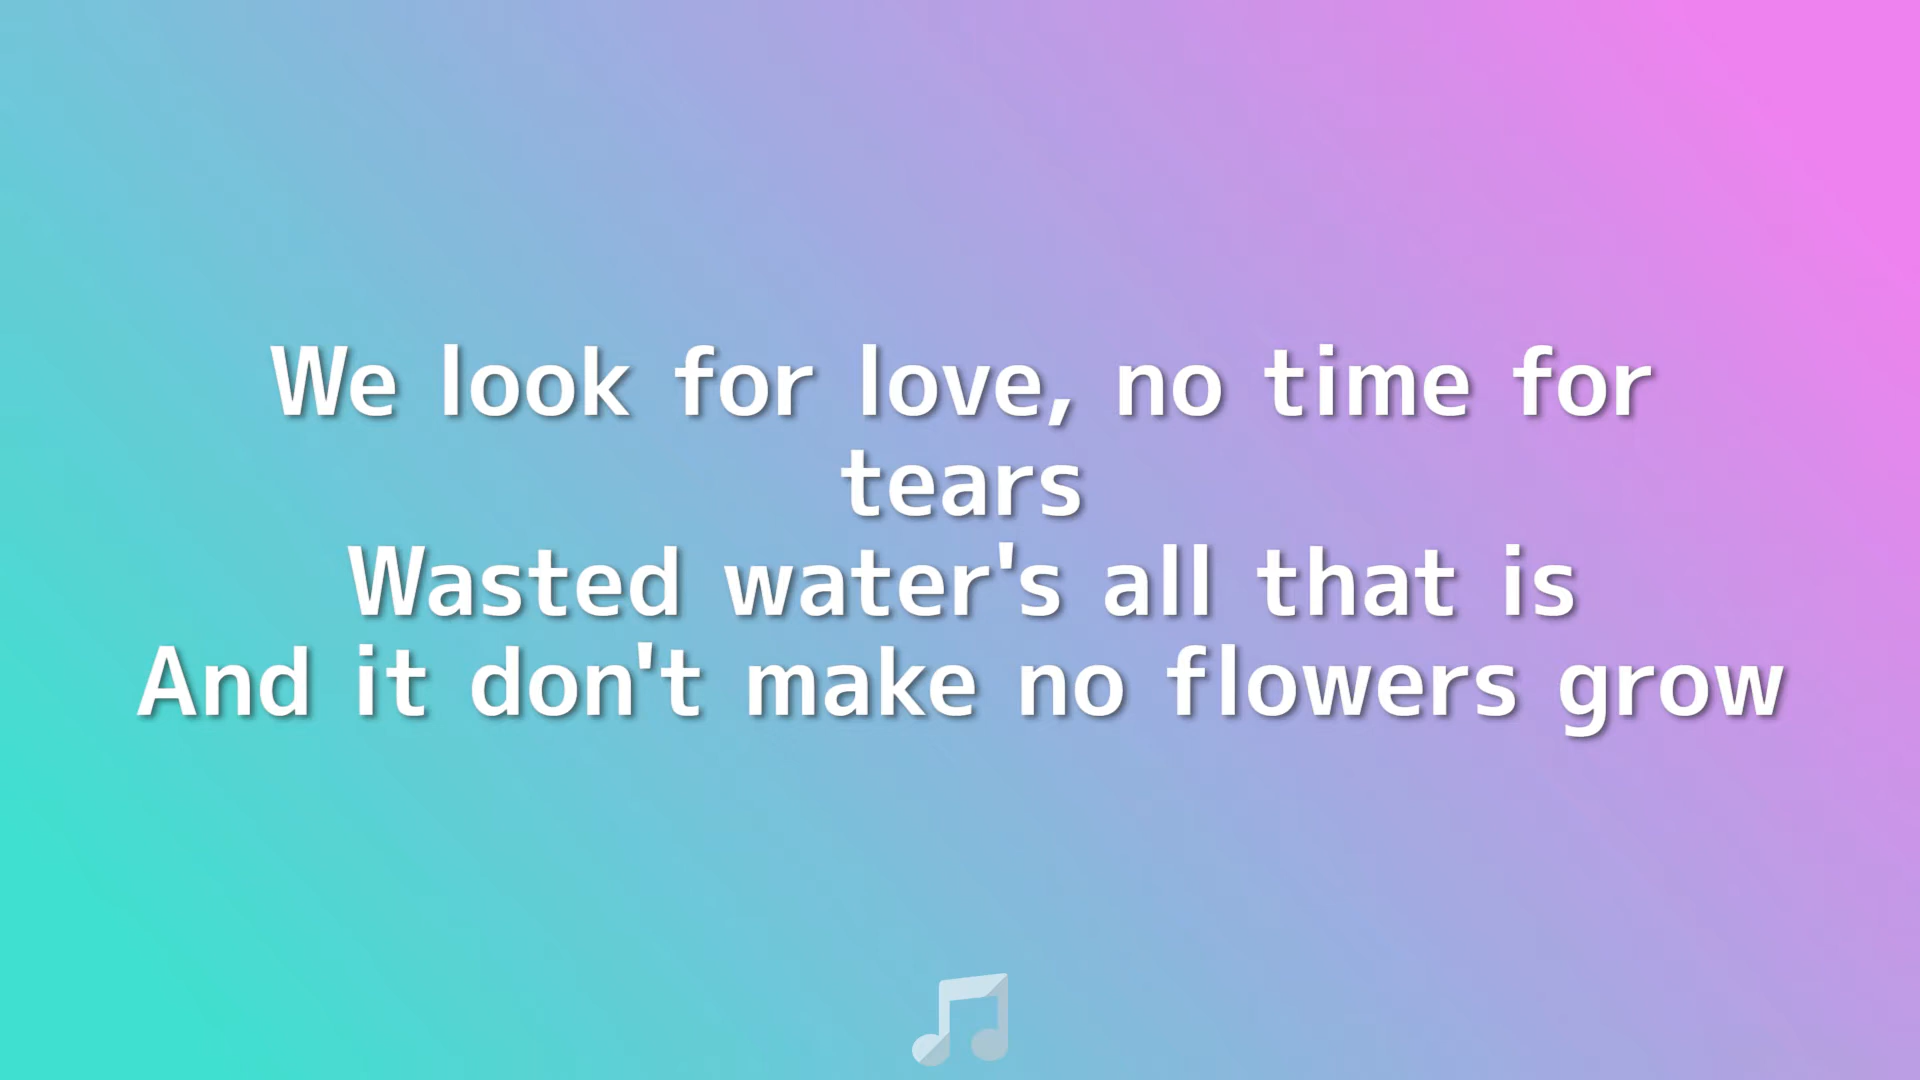 We look for love, no time for
tears
Wasted water's all that is
And it don't make no flowers grow